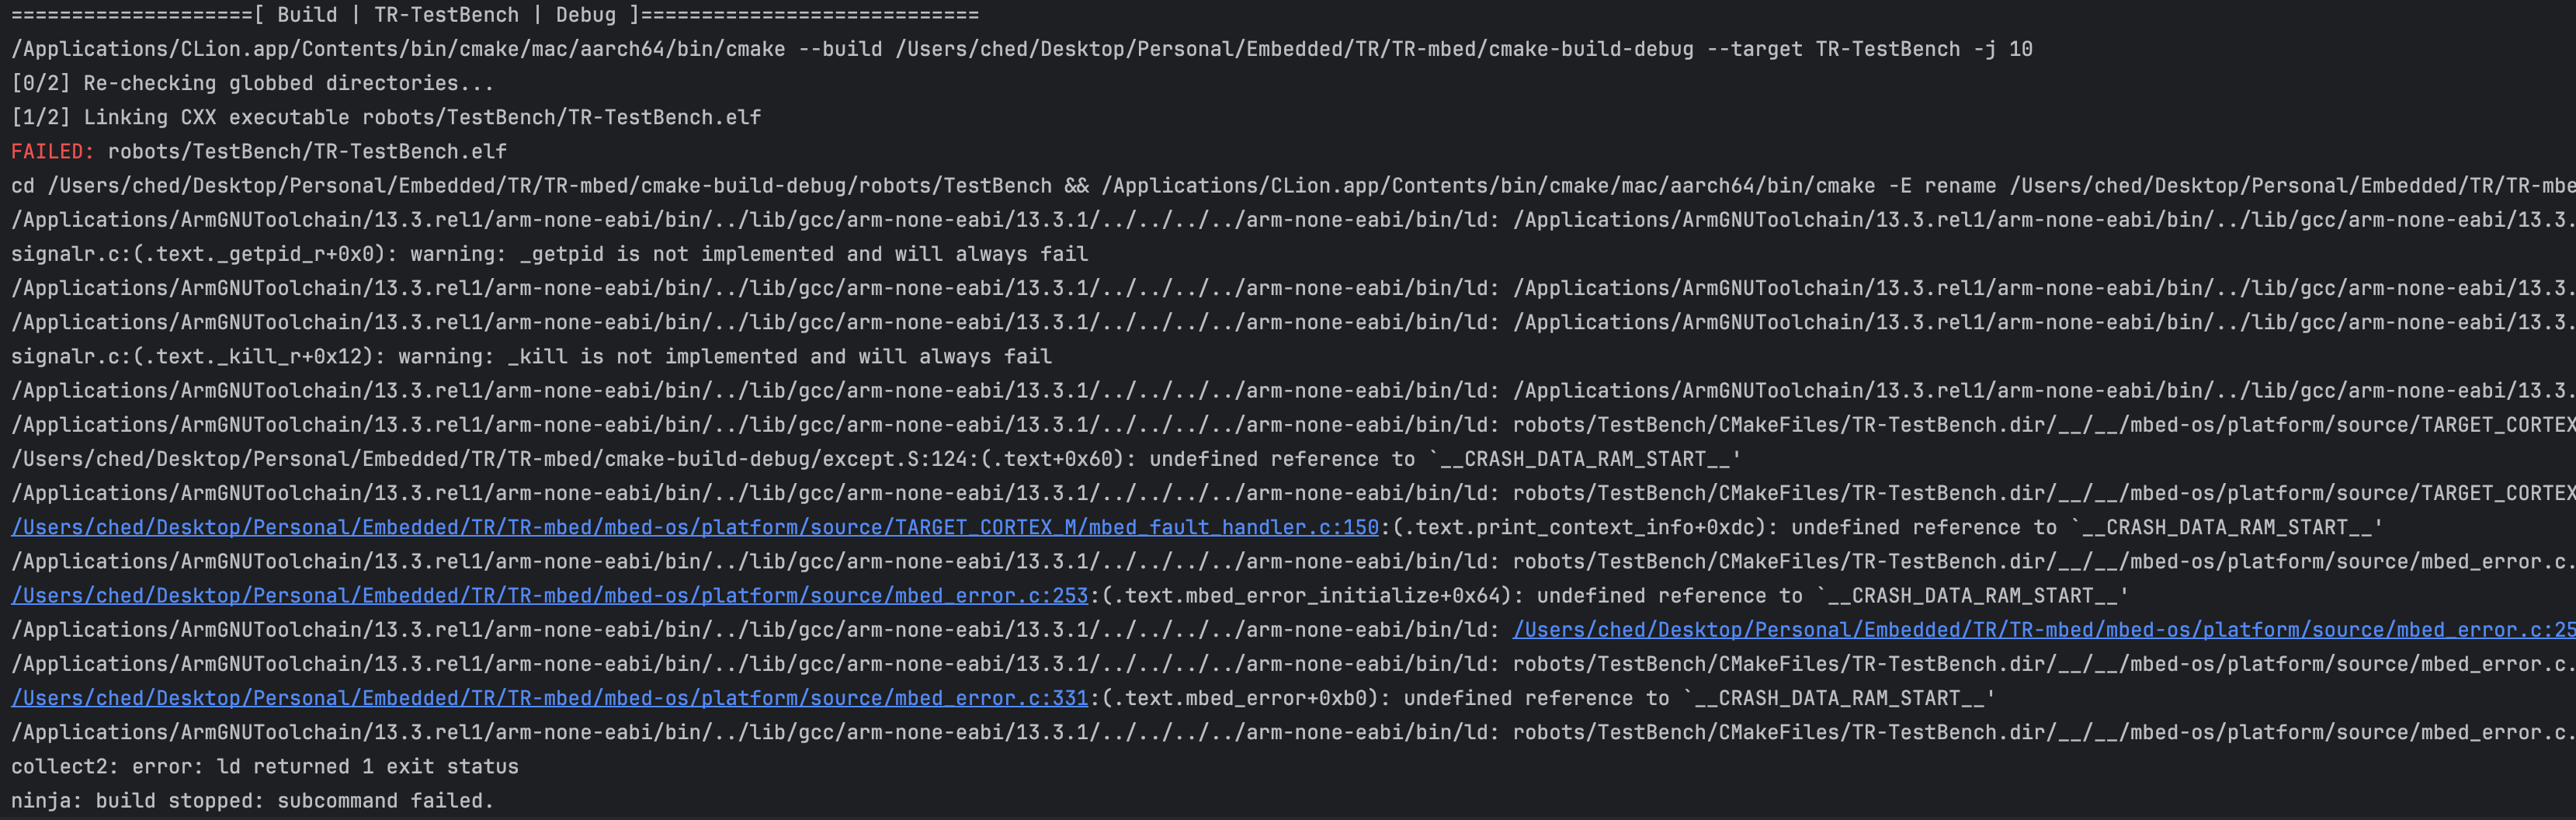 ====================[ Build | TR-TestBench | Debug ]============================
/Applications/CLion.app/Contents/bin/cmake/mac/aarch64/bin/cmake --build /Users/ched/Desktop/Personal/Embedded/TR/TR-mbed/cmake-build-debug --target TR-TestBench -j 10
[0/2] Re-checking globbed directories...
[1/2] Linking CXX executable robots/TestBench/TR-TestBench.elf
FAILED: robots/TestBench/TR-TestBench.elf
cd /Users/ched/Desktop/Personal/Embedded/TR/TR-mbed/cmake-build-debug/robots/TestBench && /Applications/CLion.app/Contents/bin/cmake/mac/aarch64/bin/cmake -E rename /Users/ched/Desktop/Personal/Embedded/TR/TR-mbe
/Applications/ArmGNUToolchain/13.3.rel1/arm-none-eabi/bin/../lib/gcc/arm-none-eabi/13.3.1/../../../../arm-none-eabi/bin/ld: /Applications/ArmGNUToolchain/13.3.rel1/arm-none-eabi/bin/../lib/gcc/arm-none-eabi/13.3.
signalr.c:(.text._getpid_r+0x0): warning: _getpid is not implemented and will always fail
/Applications/ArmGNUToolchain/13.3.rel1/arm-none-eabi/bin/../lib/gcc/arm-none-eabi/13.3.1/../../../../arm-none-eabi/bin/ld: /Applications/ArmGNUToolchain/13.3.rel1/arm-none-eabi/bin/../lib/gcc/arm-none-eabi/13.3.
/Applications/ArmGNUToolchain/13.3.rel1/arm-none-eabi/bin/../lib/gcc/arm-none-eabi/13.3.1/../../../../arm-none-eabi/bin/ld: /Applications/ArmGNUToolchain/13.3.rel1/arm-none-eabi/bin/../lib/gcc/arm-none-eabi/13.3.
signalr.c:(.text._kill_r+0x12): warning: _kill is not implemented and will always fail
/Applications/ArmGNUToolchain/13.3.rel1/arm-none-eabi/bin/../lib/gcc/arm-none-eabi/13.3.1/../../../../arm-none-eabi/bin/ld: /Applications/ArmGNUToolchain/13.3.rel1/arm-none-eabi/bin/../lib/gcc/arm-none-eabi/13.3.
/Applications/ArmGNUToolchain/13.3.rel1/arm-none-eabi/bin/../lib/gcc/arm-none-eabi/13.3.1/../../../../arm-none-eabi/bin/ld: robots/TestBench/CMakeFiles/TR-TestBench.dir/__/__/mbed-os/platform/source/TARGET_CORTEX
/Users/ched/Desktop/Personal/Embedded/TR/TR-mbed/cmake-build-debug/except.S:124:(.text+0x60): undefined reference to `__CRASH_DATA_RAM_START__'
/Applications/ArmGNUToolchain/13.3.rel1/arm-none-eabi/bin/../lib/gcc/arm-none-eabi/13.3.1/../../../../arm-none-eabi/bin/ld: robots/TestBench/CMakeFiles/TR-TestBench.dir/__/__/mbed-os/platform/source/TARGET_CORTEX
/Users/ched/Desktop/Personal/Embedded/TR/TR-mbed/mbed-os/platform/source/TARGET_CORTEX_M/mbed_fault_handler.c:150:(.text.print_context_info+0xdc): undefined reference to `__CRASH_DATA_RAM_START__'
/Applications/ArmGNUToolchain/13.3.rel1/arm-none-eabi/bin/../lib/gcc/arm-none-eabi/13.3.1/../../../../arm-none-eabi/bin/ld: robots/TestBench/CMakeFiles/TR-TestBench.dir/__/__/mbed-os/platform/source/mbed_error.c.
/Users/ched/Desktop/Personal/Embedded/TR/TR-mbed/mbed-os/platform/source/mbed_error.c:253:(.text.mbed_error_initialize+0x64): undefined reference to `__CRASH_DATA_RAM_START__'
/Applications/ArmGNUToolchain/13.3.rel1/arm-none-eabi/bin/../lib/gcc/arm-none-eabi/13.3.1/../../../../arm-none-eabi/bin/ld: /Users/ched/Desktop/Personal/Embedded/TR/TR-mbed/mbed-os/platform/source/mbed_error.c:25
/Applications/ArmGNUToolchain/13.3.rel1/arm-none-eabi/bin/../lib/gcc/arm-none-eabi/13.3.1/../../../../arm-none-eabi/bin/ld: robots/TestBench/CMakeFiles/TR-TestBench.dir/__/__/mbed-os/platform/source/mbed_error.c.
/Users/ched/Desktop/Personal/Embedded/TR/TR-mbed/mbed-os/platform/source/mbed_error.c:331:(.text.mbed_error+0xb0): undefined reference to `__CRASH_DATA_RAM_START__'
/Applications/ArmGNUToolchain/13.3.rel1/arm-none-eabi/bin/../lib/gcc/arm-none-eabi/13.3.1/../../../../arm-none-eabi/bin/ld: robots/TestBench/CMakeFiles/TR-TestBench.dir/__/__/mbed-os/platform/source/mbed_error.c.
collect2: error: ld returned 1 exit status
ninja: build stopped: subcommand failed.